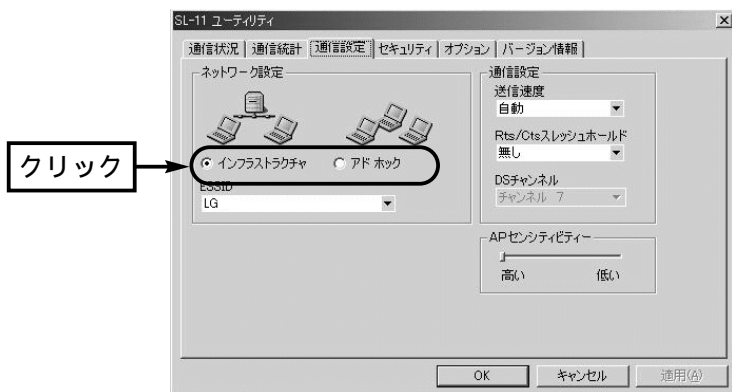 SL-11 ユーティリティ
通信状況 通信統計 通信設定 セキュリティ オプション バージョン情報
ネットワーク設定
クリック
インフラストラクチャ アド ホック
ESSID
LG
通信設定
送信速度
自動
Rts/Ctsスレッショホールド
無し
DSチャンネル
チャンネル 7
APセンシティビティー
高い 低い
OK キャンセル 適用(A)